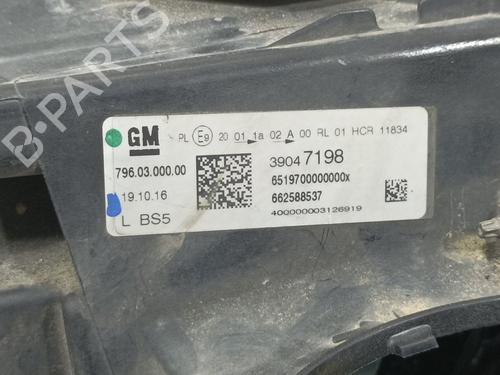 GM PL E9 20 01 1a 02 A 00 RL 01 HCR 11834
796.03.000.00
39047198
6519700000000x
19.10.16
662588537
L BS5
400000003126919
B-PARTS